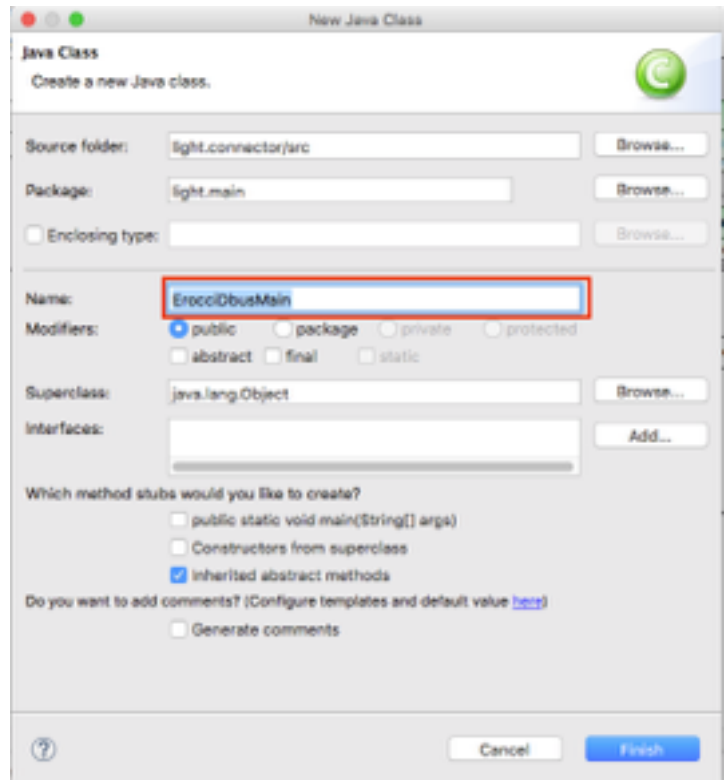 New Java Class
Java Class
Create a new Java class.
C
Source folder: light.connector/src Browse...
Package: light.main Browse...
Enclosing type: Browse...
Name: ErocciDbusMain
Modifiers: public package private protected
abstract final static
Superclass: java.lang.Object Browse...
Interfaces: Add...
Which method stubs would you like to create?
public static void main(String[] args)
Constructors from superclass
Inherited abstract methods
Do you want to add comments? (Configure templates and default value here)
Generate comments
? Cancel Finish